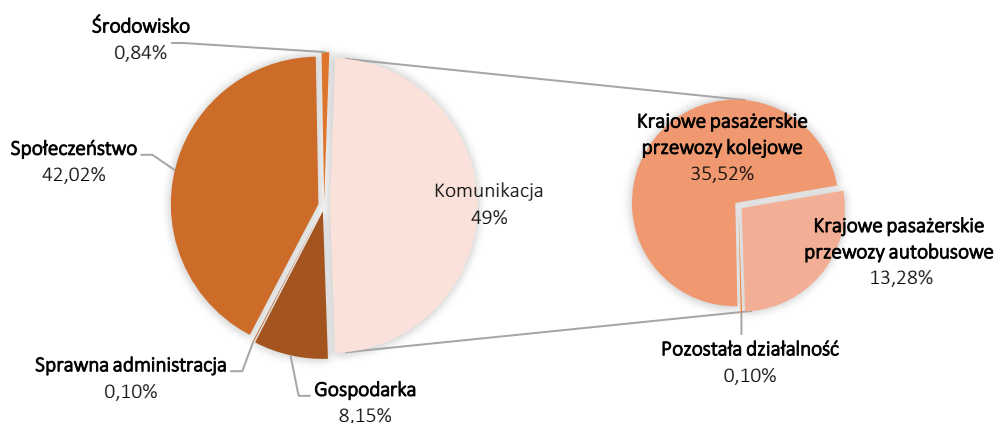 Środowisko
0,84%
Społeczeństwo
42,02%
Komunikacja
49%
Sprawna administracja
0,10%
Gospodarka
8,15%
Krajowe pasażerskie
przewozy kolejowe
35,52%
Krajowe pasażerskie
przewozy autobusowe
13,28%
Pozostała działalność
0,10%